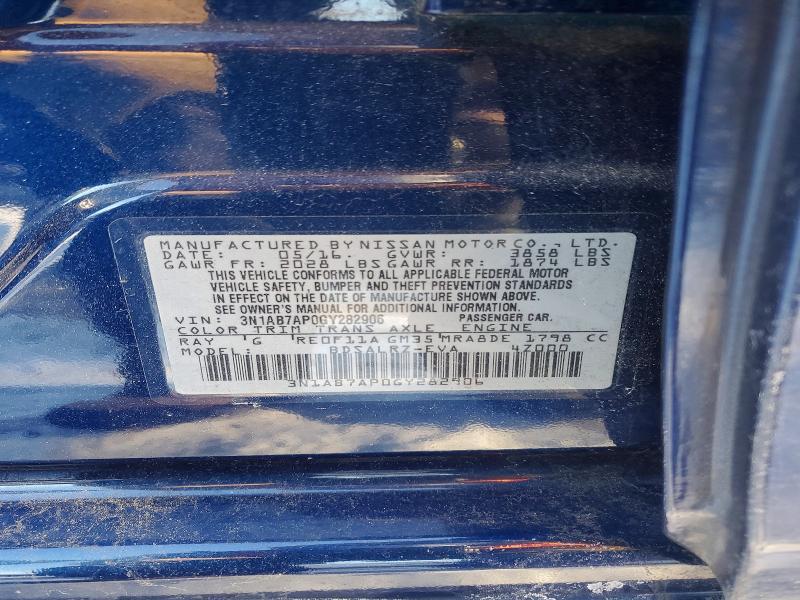 MANUFACTURED BY NISSAN MOTOR CO., LTD.
DATE: 05/16 GVWR: 3858 LBS
GAWR FR: 2028 LBS GAWR RR: 1874 LBS
THIS VEHICLE CONFORMS TO ALL APPLICABLE FEDERAL MOTOR
VEHICLE SAFETY, BUMPER AND THEFT PREVENTION STANDARDS
IN EFFECT ON THE DATE OF MANUFACTURE SHOWN ABOVE.
SEE OWNER'S MANUAL FOR ADDITIONAL INFORMATION.
VIN: 3N1AB7AP0GY282906 PASSENGER CAR.
COLOR TRIM TRANS AXLE ENGINE
RAY G RE0F11A GM35 MRA8DE 1798 CC
MODEL: BDSALRZ-EVA 4Z000
3N1AB7AP0GY282906